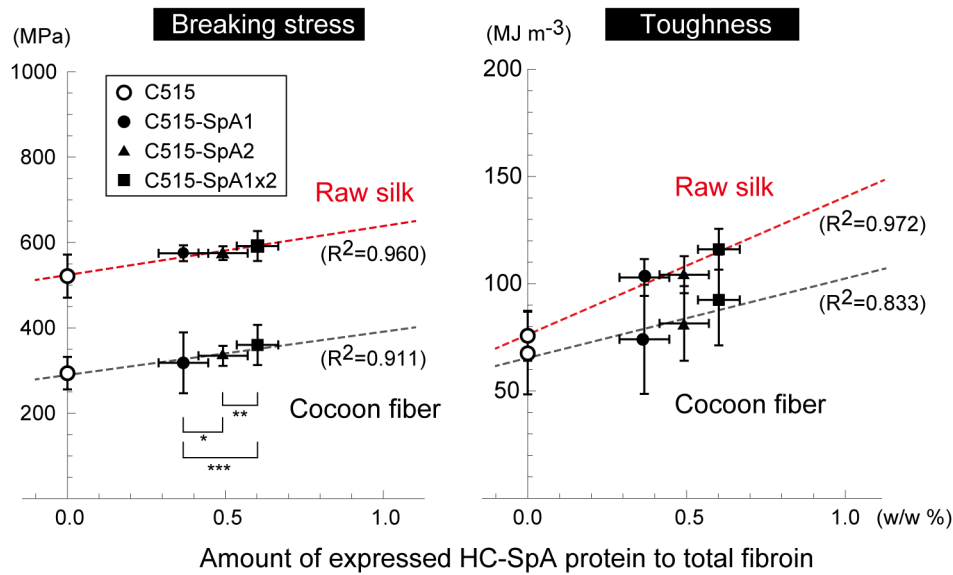 Breaking stress
Toughness
(MPa)
(MJ m-3)
1000
800
600
400
200
C515
C515-SpA1
C515-SpA2
C515-SpA1x2
Raw silk
(R2=0.960)
(R2=0.911)
Cocoon fiber
**
*
***
0.0
0.5
1.0
200
150
100
50
Raw silk
(R2=0.972)
(R2=0.833)
Cocoon fiber
0.0
0.5
1.0
(w/w %)
Amount of expressed HC-SpA protein to total fibroin